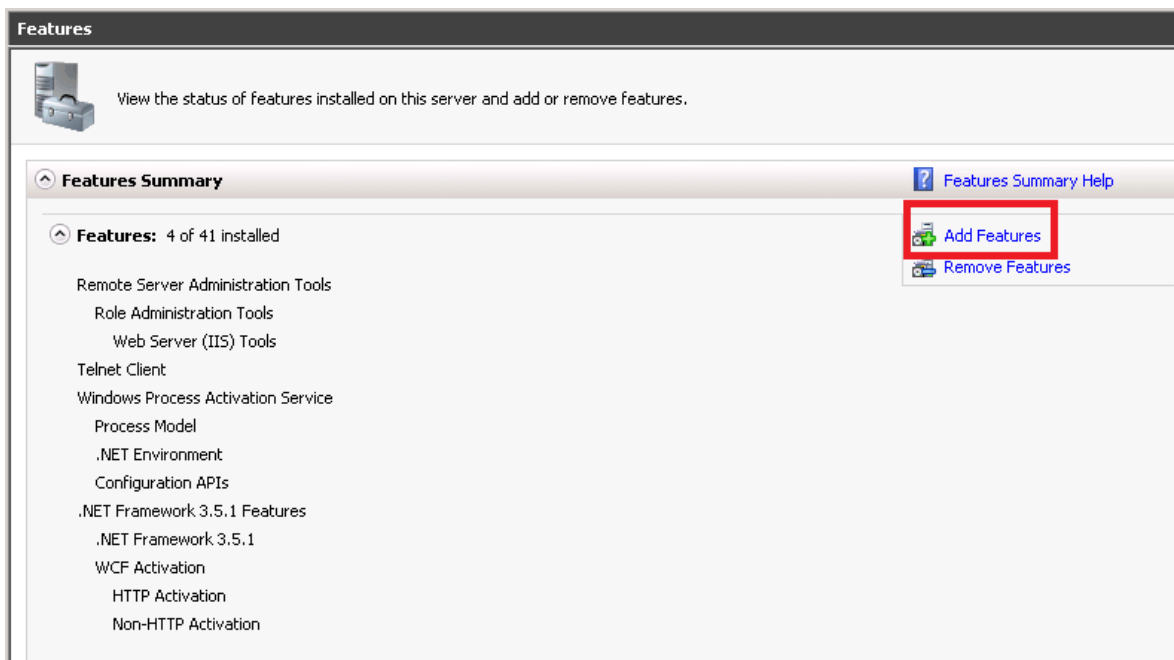 Features
View the status of features installed on this server and add or remove features.
Features Summary
Features Summary Help
Features: 4 of 41 installed
Add Features
Remove Features
Remote Server Administration Tools
Role Administration Tools
Web Server (IIS) Tools
Telnet Client
Windows Process Activation Service
Process Model
.NET Environment
Configuration APIs
.NET Framework 3.5.1 Features
.NET Framework 3.5.1
WCF Activation
HTTP Activation
Non-HTTP Activation